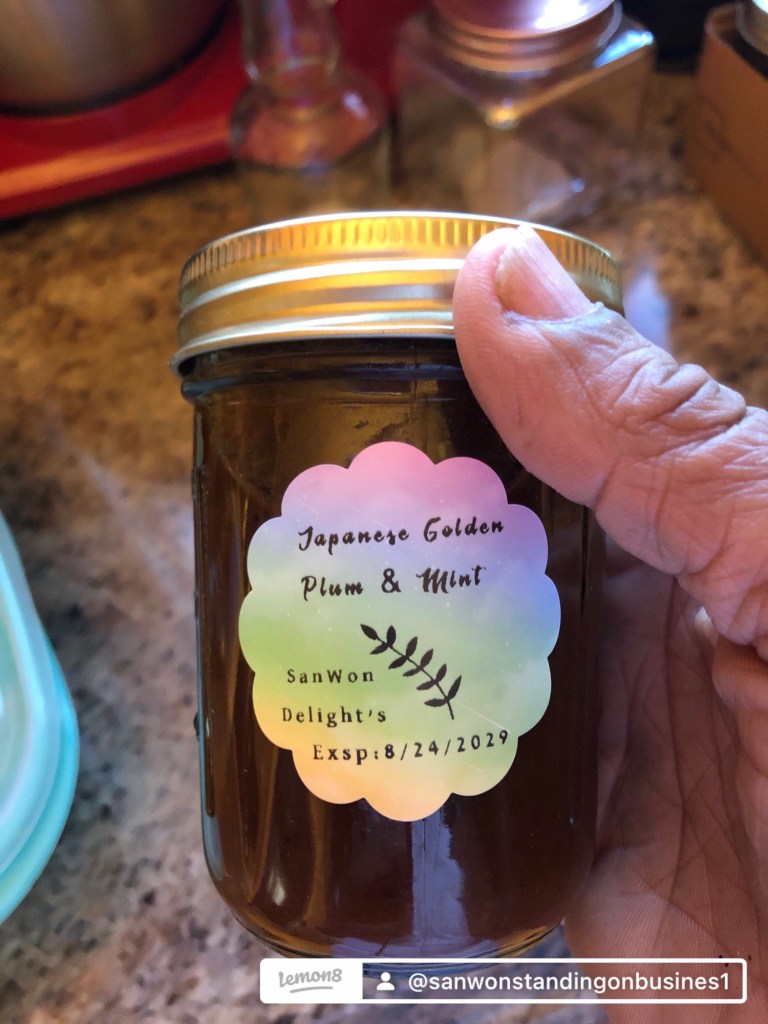 Japanese Golden
Plum & Mint
SanWon
Delight's
Exsp:8/24/2029
lemon8 @sanwonstandingonbusines1